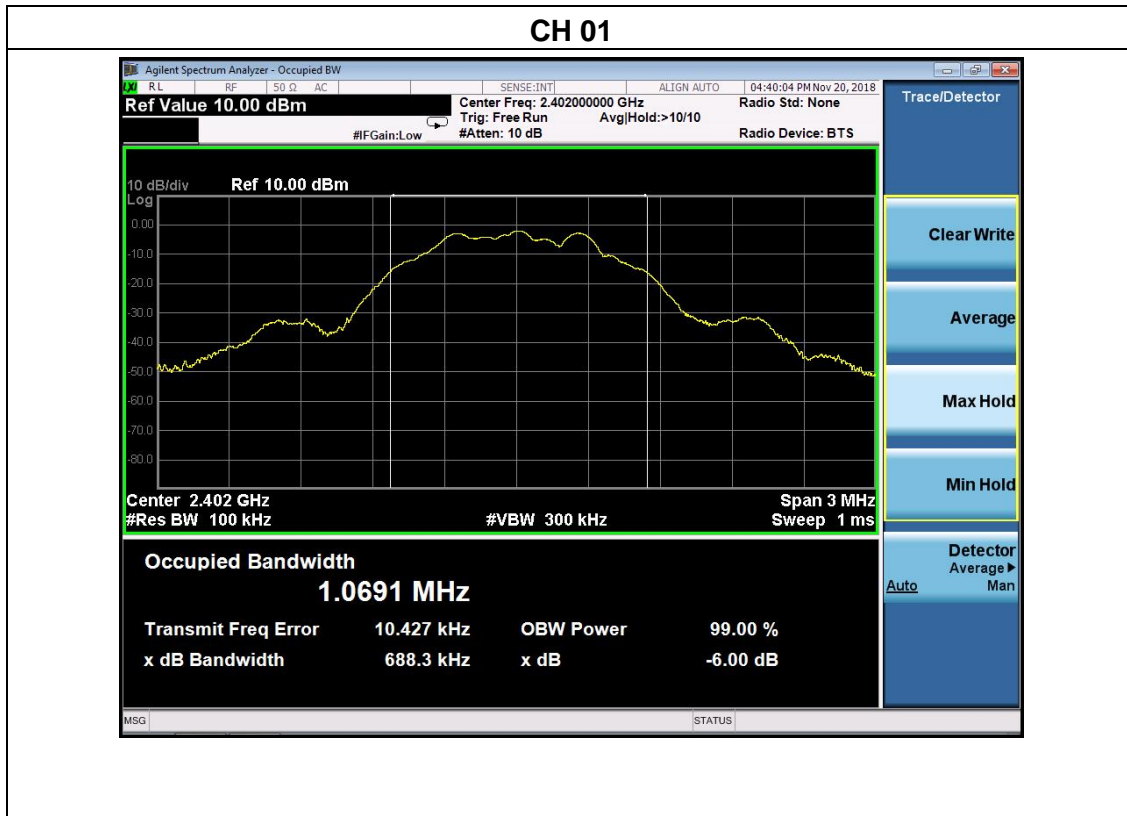 CH 01
Agilent Spectrum Analyzer - Occupied BW
LXI RL RF 50 Ω AC SENSE:INT ALIGN AUTO 04:40:04 PM Nov 20, 2018
Ref Value 10.00 dBm
Center Freq: 2.402000000 GHz
Radio Std: None
Trig: Free Run
Avg|Hold:>10/10
#IFGain:Low
#Atten: 10 dB
Radio Device: BTS
10 dB/div
Ref 10.00 dBm
Log
0.00
-10.0
-20.0
-30.0
-40.0
-50.0
-60.0
-70.0
-80.0
Center 2.402 GHz
Span 3 MHz
#Res BW 100 kHz
#VBW 300 kHz
Sweep 1 ms
Occupied Bandwidth
1.0691 MHz
Transmit Freq Error 10.427 kHz OBW Power 99.00 %
x dB Bandwidth 688.3 kHz x dB -6.00 dB
MSG
STATUS
Trace/Detector
Clear Write
Average
Max Hold
Min Hold
Detector
Average▶
Auto Man